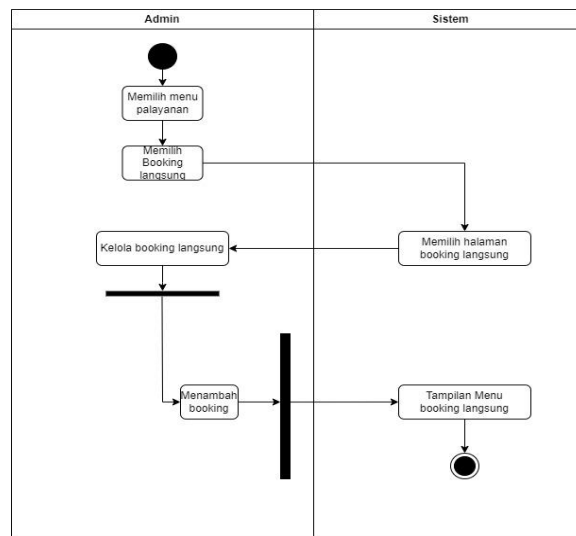 Admin
Sistem
Memilih menu
palayanan
Memilih
Booking
langsung
Kelola booking langsung
Memilih halaman
booking langsung
Menambah
booking
Tampilan Menu
booking langsung